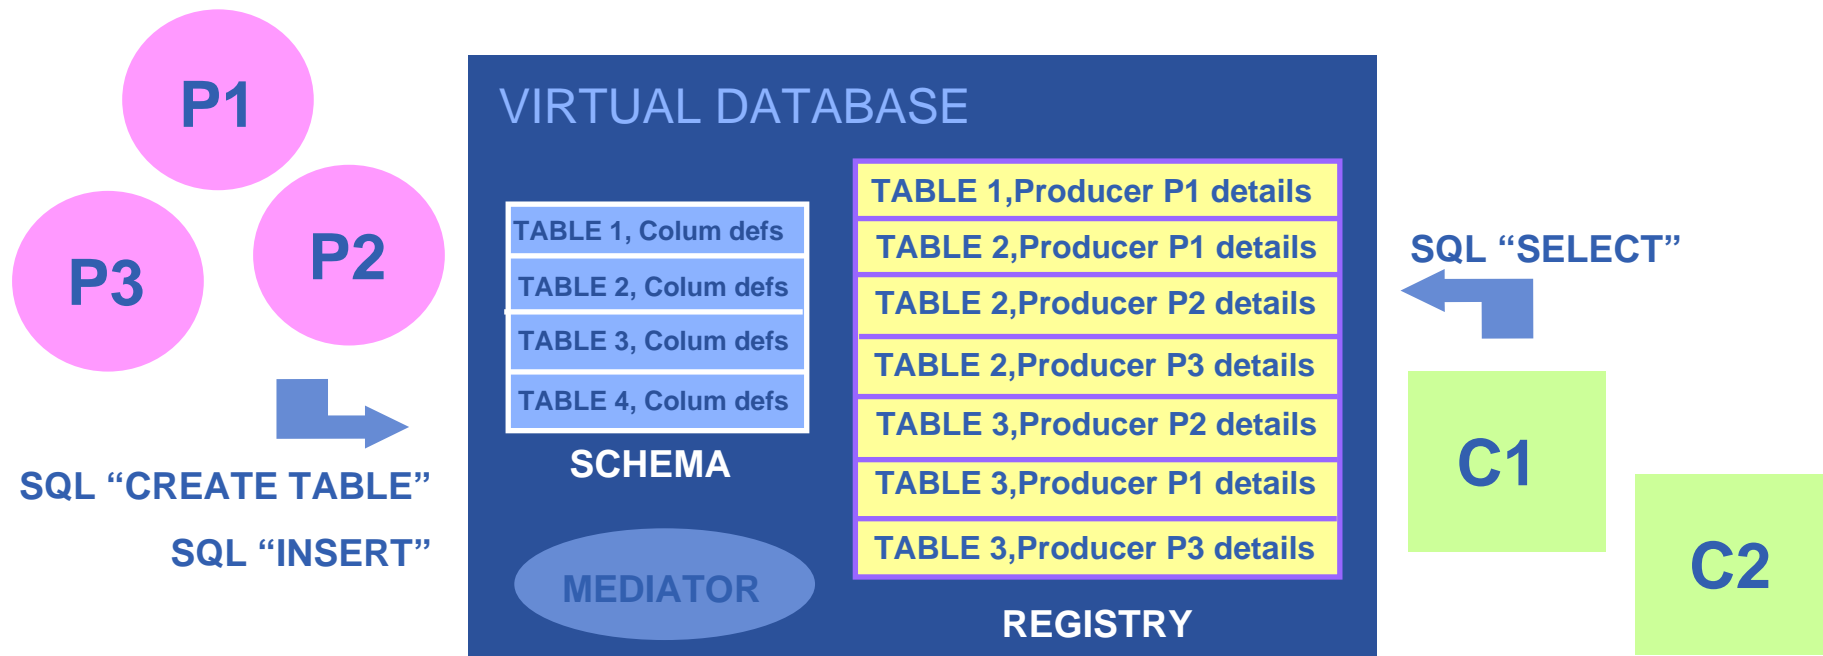 P1
P2
P3
SQL “CREATE TABLE”
SQL “INSERT”
VIRTUAL DATABASE
TABLE 1, Colum defs
TABLE 2, Colum defs
TABLE 3, Colum defs
TABLE 4, Colum defs
SCHEMA
MEDIATOR
TABLE 1,Producer P1 details
TABLE 2,Producer P1 details
TABLE 2,Producer P2 details
TABLE 2,Producer P3 details
TABLE 3,Producer P2 details
TABLE 3,Producer P1 details
TABLE 3,Producer P3 details
REGISTRY
SQL “SELECT”
C1
C2